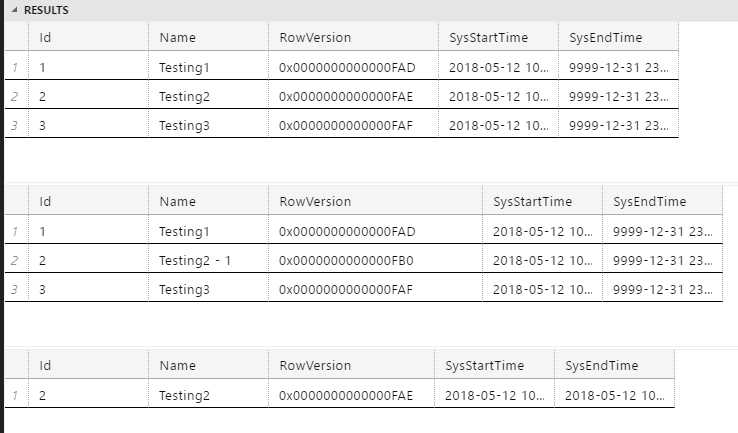 RESULTS
Id Name RowVersion SysStartTime SysEndTime
1 1 Testing1 0x0000000000000FAD 2018-05-12 10... 9999-12-31 23...
2 2 Testing2 0x0000000000000FAE 2018-05-12 10... 9999-12-31 23...
3 3 Testing3 0x0000000000000FAF 2018-05-12 10... 9999-12-31 23...
Id Name RowVersion SysStartTime SysEndTime
1 1 Testing1 0x0000000000000FAD 2018-05-12 10... 9999-12-31 23...
2 2 Testing2 - 1 0x0000000000000FB0 2018-05-12 10... 9999-12-31 23...
3 3 Testing3 0x0000000000000FAF 2018-05-12 10... 9999-12-31 23...
Id Name RowVersion SysStartTime SysEndTime
1 2 Testing2 0x0000000000000FAE 2018-05-12 10... 2018-05-12 10...